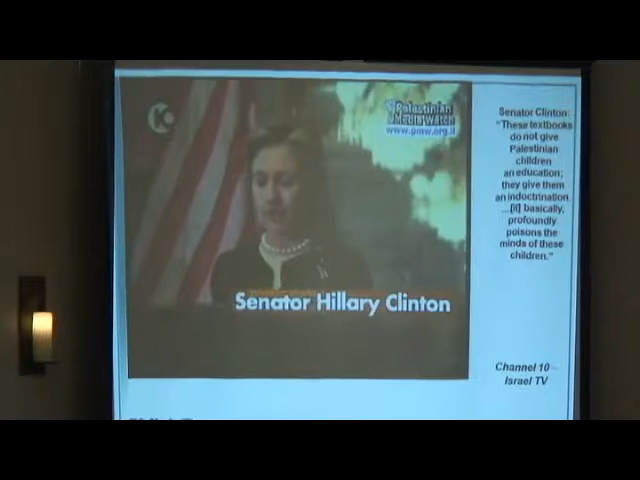 10
Palestinian
Media Watch
www.pmw.org.il
Senator Hillary Clinton
Senator Clinton:
"These textbooks
do not give
Palestinian
children
an education;
they give them
an indoctrination.
...[it] basically,
profoundly
poisons the
minds of these
children."
Channel 10 –
Israel TV